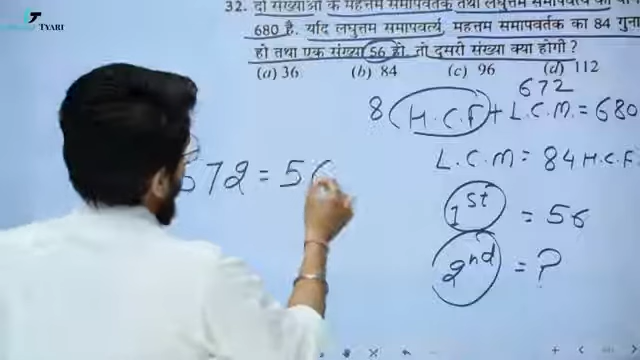 TYARI
32. दो संख्याओं के महत्तम समापवर्तक तथा लघुत्तम समापवर्त्य का
680 है. यदि लघुत्तम समापवर्त्य, महत्तम समापवर्तक का 84 गुना
हो तथा एक संख्या 56 हो, तो दूसरी संख्या क्या होगी ?
(a) 36 (b) 84 (c) 96 (d) 112
672
8 H.C.F + L.C.M = 680
L.C.M = 84 H.C.F.
672 = 56
1st = 56
2nd = ?